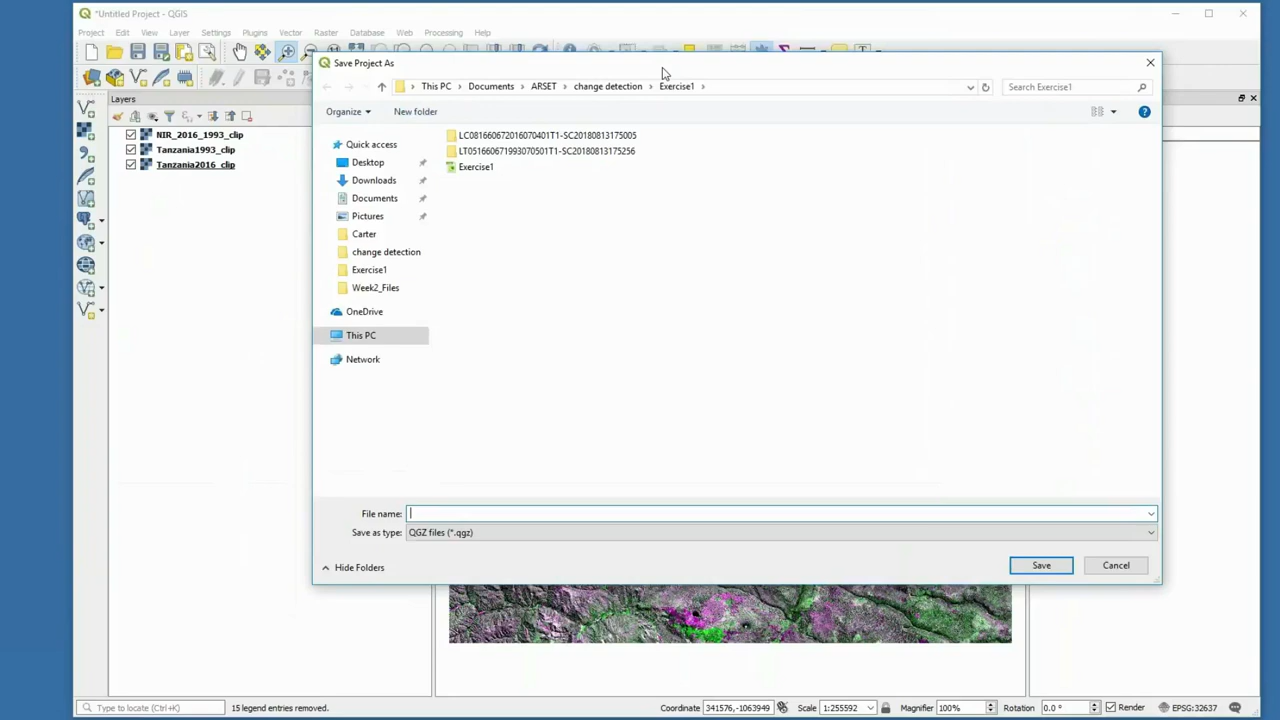 *Untitled Project - QGIS
Project Edit View Layer Settings Plugins Vector Raster Database Web Processing Help
Save Project As
This PC > Documents > ARSET > change detection > Exercise1 >
Search Exercise1
Organize
New folder
Layers
NIR_2016_1993_clip
Tanzania1993_clip
Tanzania2016_clip
Quick access
Desktop
Downloads
Documents
Pictures
Carter
change detection
Exercise1
Week2_Files
OneDrive
This PC
Network
LC081660672016070401T1-SC20180813175005
LT051660671993070501T1-SC20180813175256
Exercise1
File name:
Save as type: QGZ files (*.qgz)
Hide Folders
Save
Cancel
Type to locate (Ctrl+K)
15 legend entries removed.
Coordinate 341576,-1063949
Scale 1:255592
Magnifier 100%
Rotation 0.0 °
Render
EPSG:32637